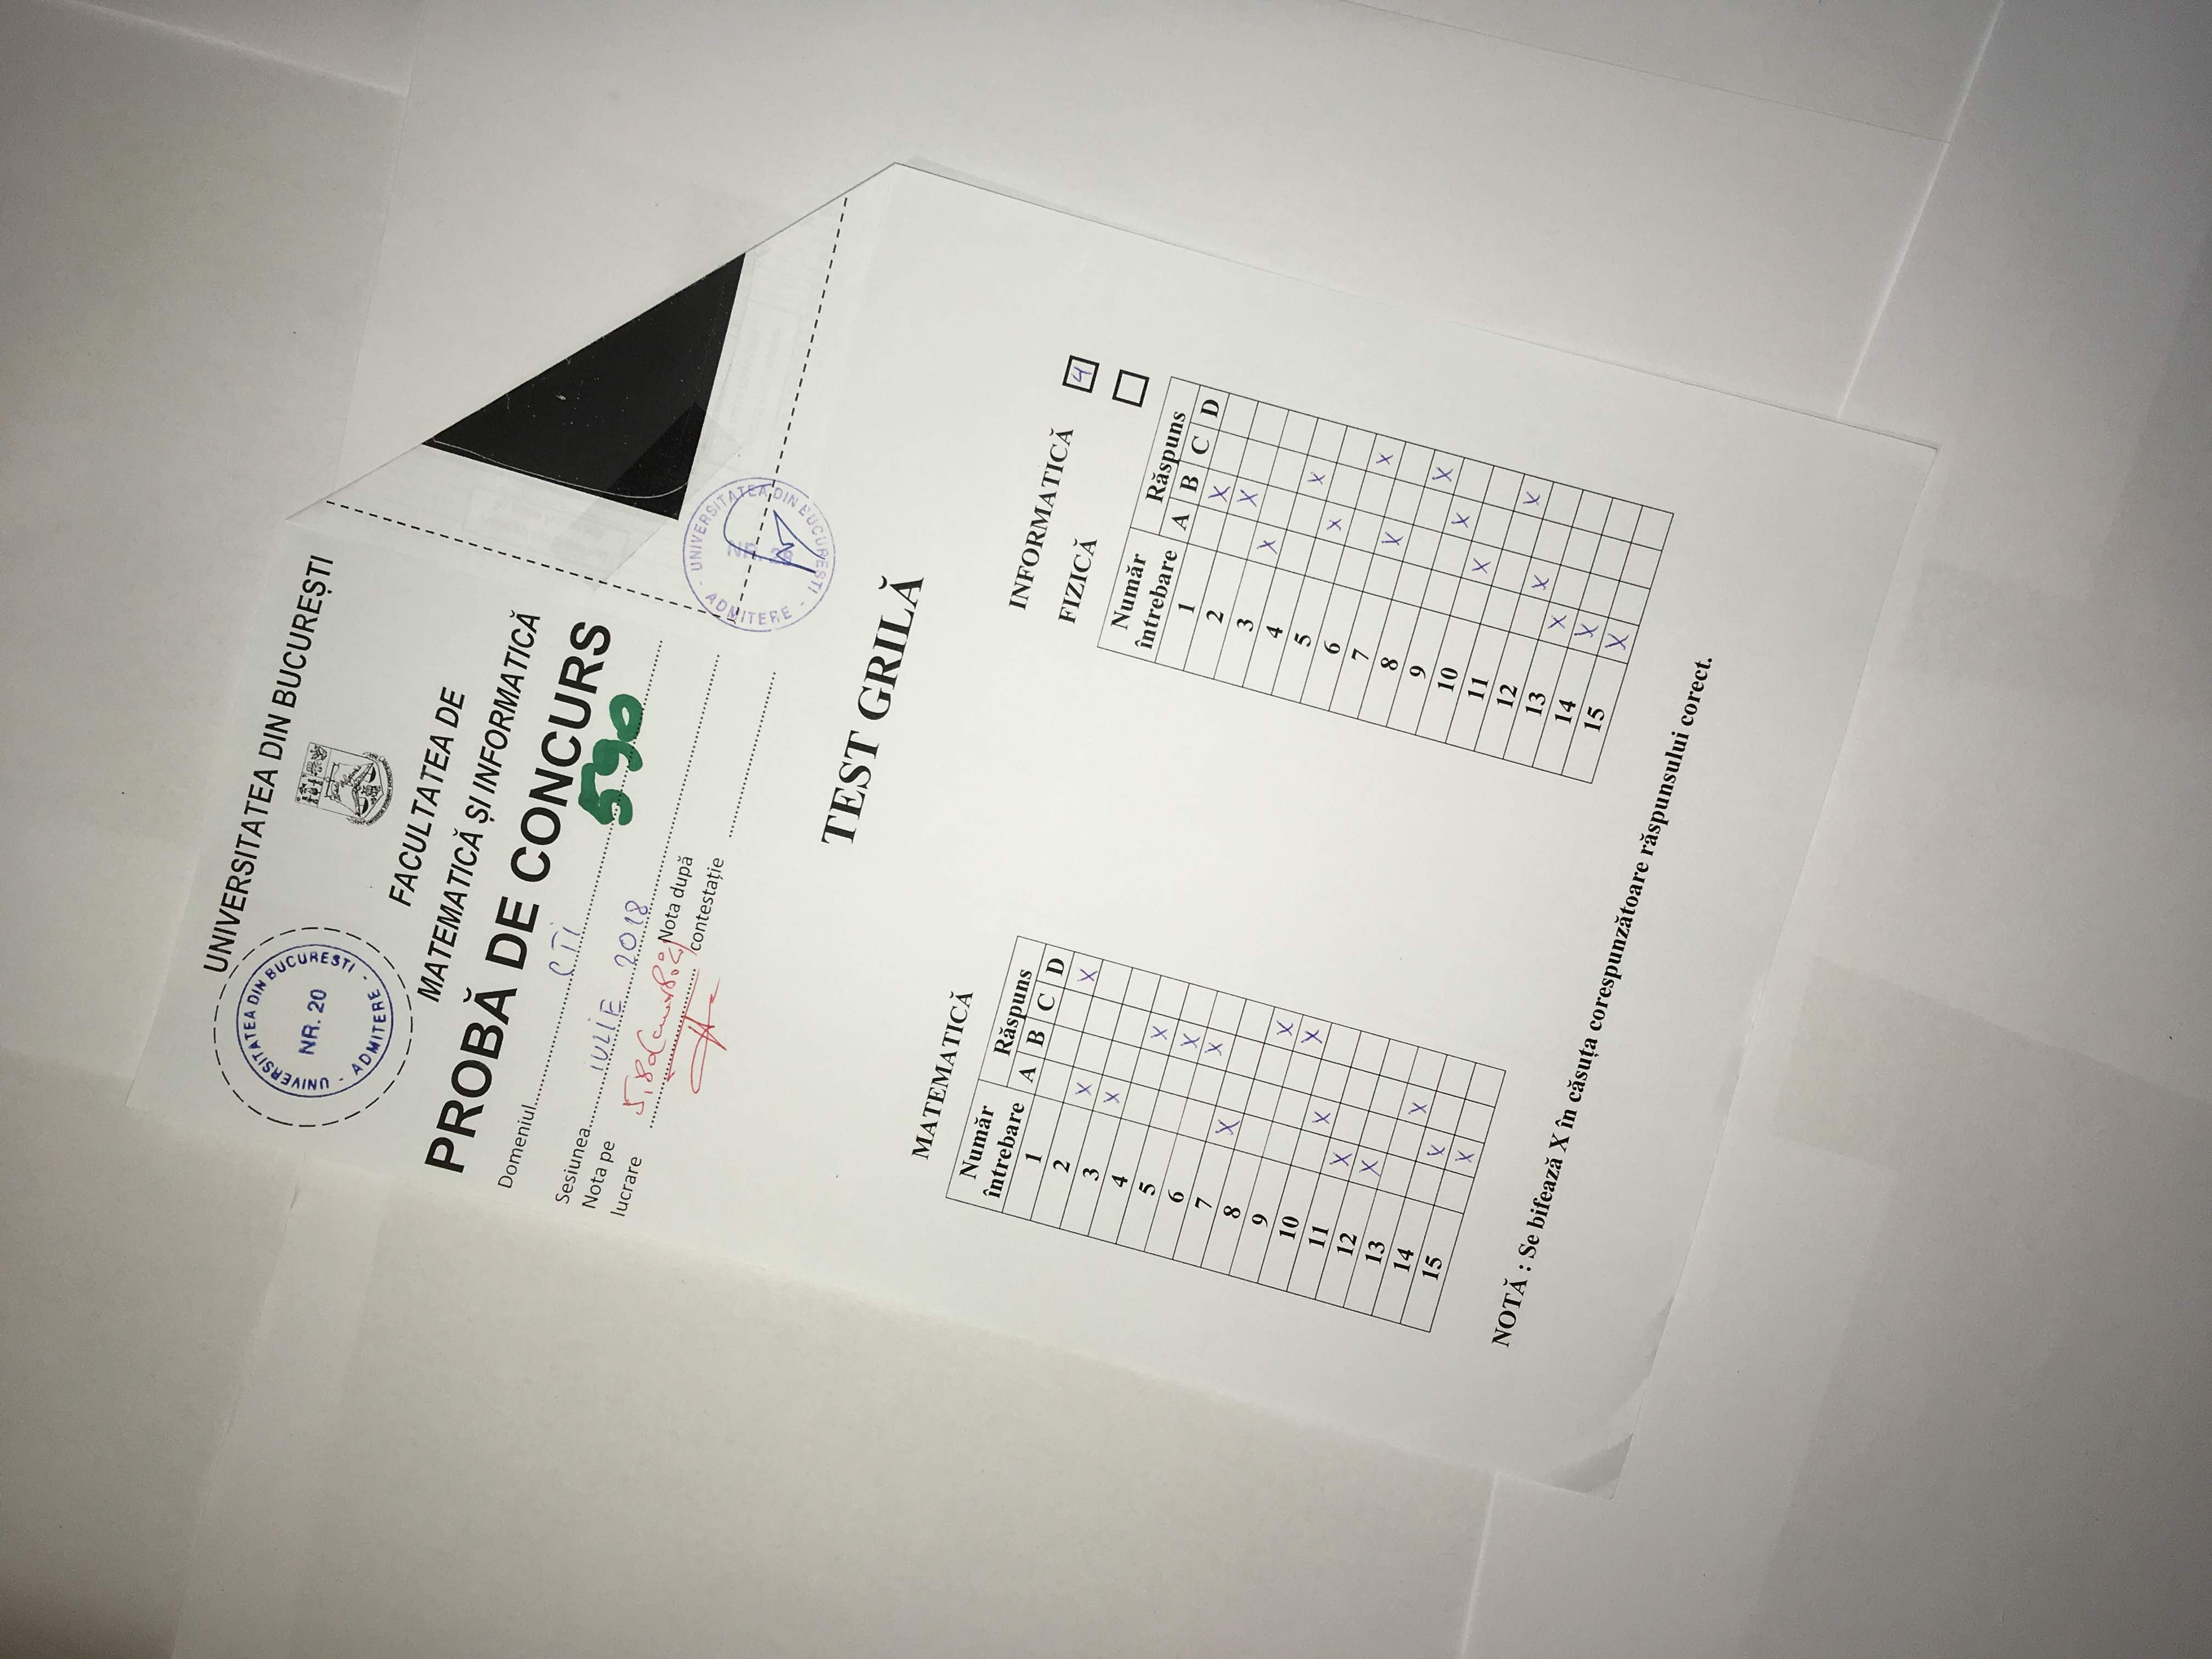 UNIVERSITATEA DIN BUCUREȘTI
UNIVERSITATEA DIN BUCURESTI - ADMITERE -
NR. 20
FACULTATEA DE
MATEMATICĂ ȘI INFORMATICĂ
PROBĂ DE CONCURS
Domeniul CTI
590
Sesiunea IULIE 2018
Nota pe
lucrare
5,80
Nota după
contestație
UNIVERSITATEA DIN BUCURESTI - ADMITERE -
TEST GRILĂ
MATEMATICĂ
Număr
întrebare
Răspuns
A B C D
1 X
2 X
3 X
4 X
5 X
6 X
7 X
8 X
9 X
10 X
11 X
12 X
13 X
14 X
15 X
INFORMATICĂ 4
FIZICĂ
Număr
întrebare
Răspuns
A B C D
1 X
2 X
3 X
4 X
5 X
6 X
7 X
8 X
9 X
10 X
11 X
12 X
13 X
14 X
15 X
NOTĂ : Se bifează X în căsuța corespunzătoare răspunsului corect.